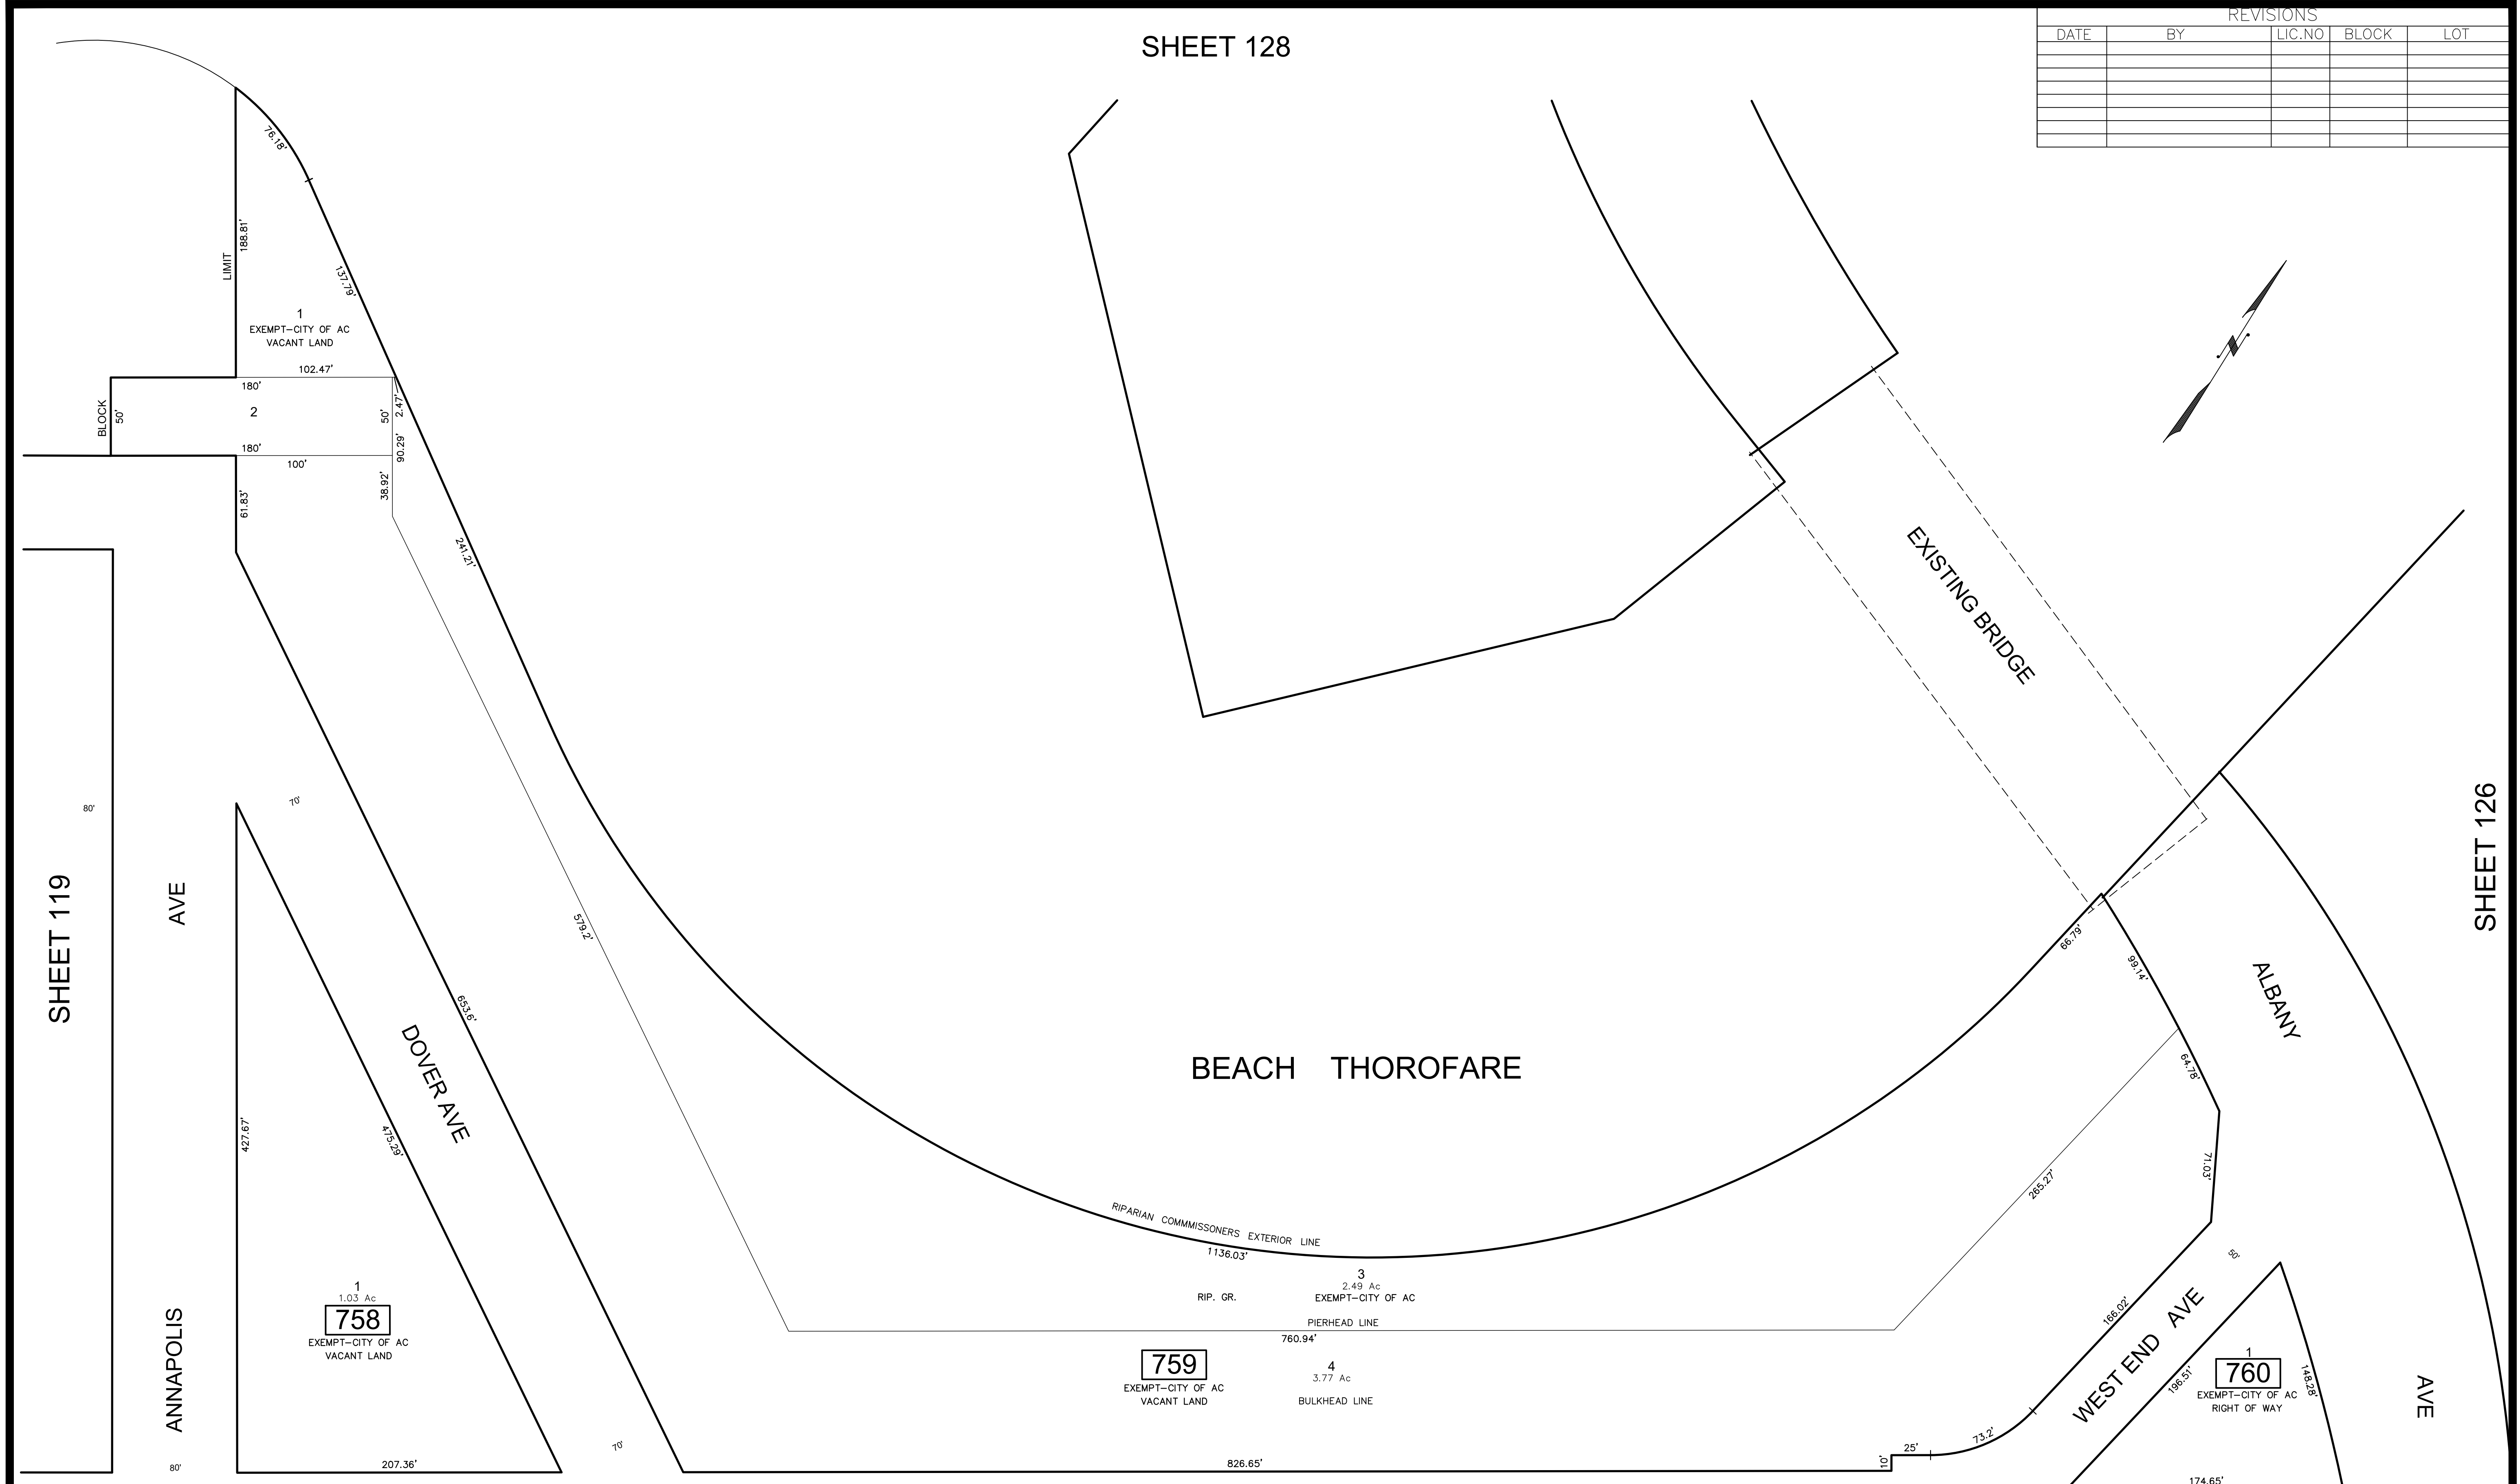 SHEET 128
REVISIONS
DATE BY LIC.NO BLOCK LOT
76.18'
188.81'
LIMIT
137.79'
1
EXEMPT-CITY OF AC
VACANT LAND
102.47'
180'
BLOCK
50'
2
50'
2.47'
180'
100'
90.29'
38.92'
61.83'
241.21'
EXISTING BRIDGE
80'
70'
SHEET 119
AVE
579.2'
SHEET 126
66.79'
99.14'
ALBANY
653.6'
DOVER AVE
BEACH THOROFARE
64.78'
427.67'
475.29'
71.03'
265.27'
RIPARIAN COMMMISSONERS EXTERIOR LINE
1136.03'
50'
1
1.03 Ac
758
EXEMPT-CITY OF AC
VACANT LAND
3
2.49 Ac
RIP. GR.
EXEMPT-CITY OF AC
PIERHEAD LINE
760.94'
166.02'
WEST END AVE
759
EXEMPT-CITY OF AC
VACANT LAND
4
3.77 Ac
BULKHEAD LINE
196.51'
1
760
EXEMPT-CITY OF AC
RIGHT OF WAY
148.28'
AVE
ANNAPOLIS
80'
207.36'
70'
826.65'
10'
25'
73.2'
174.65'